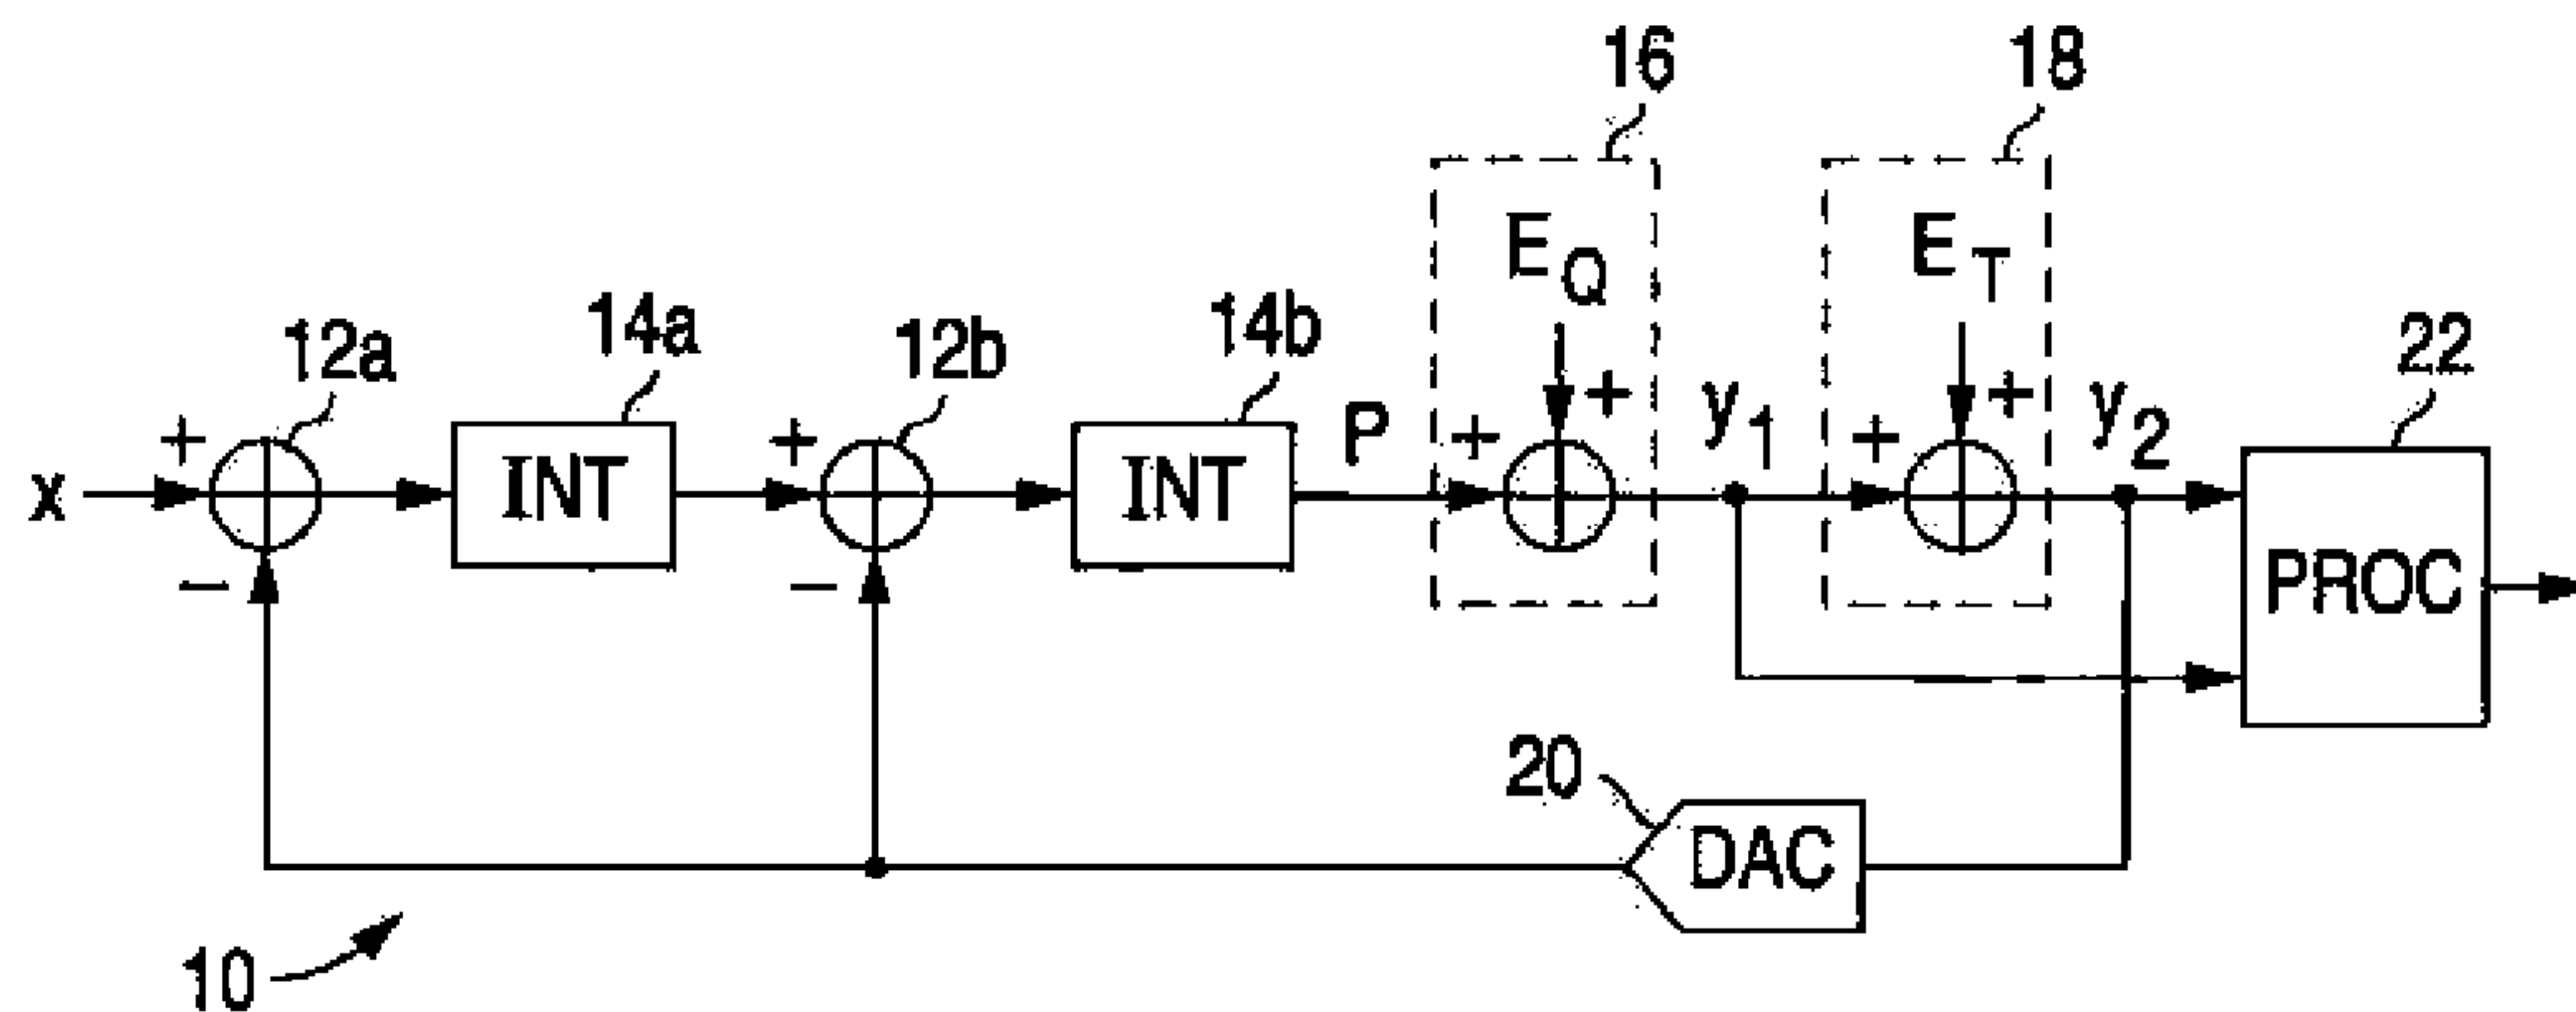 16
18
E Q
E T
12a
14a
12b
14b
22
+
+
P
+
+
y 1
+
+
y 2
x
INT
INT
PROC
−
−
20
DAC
10